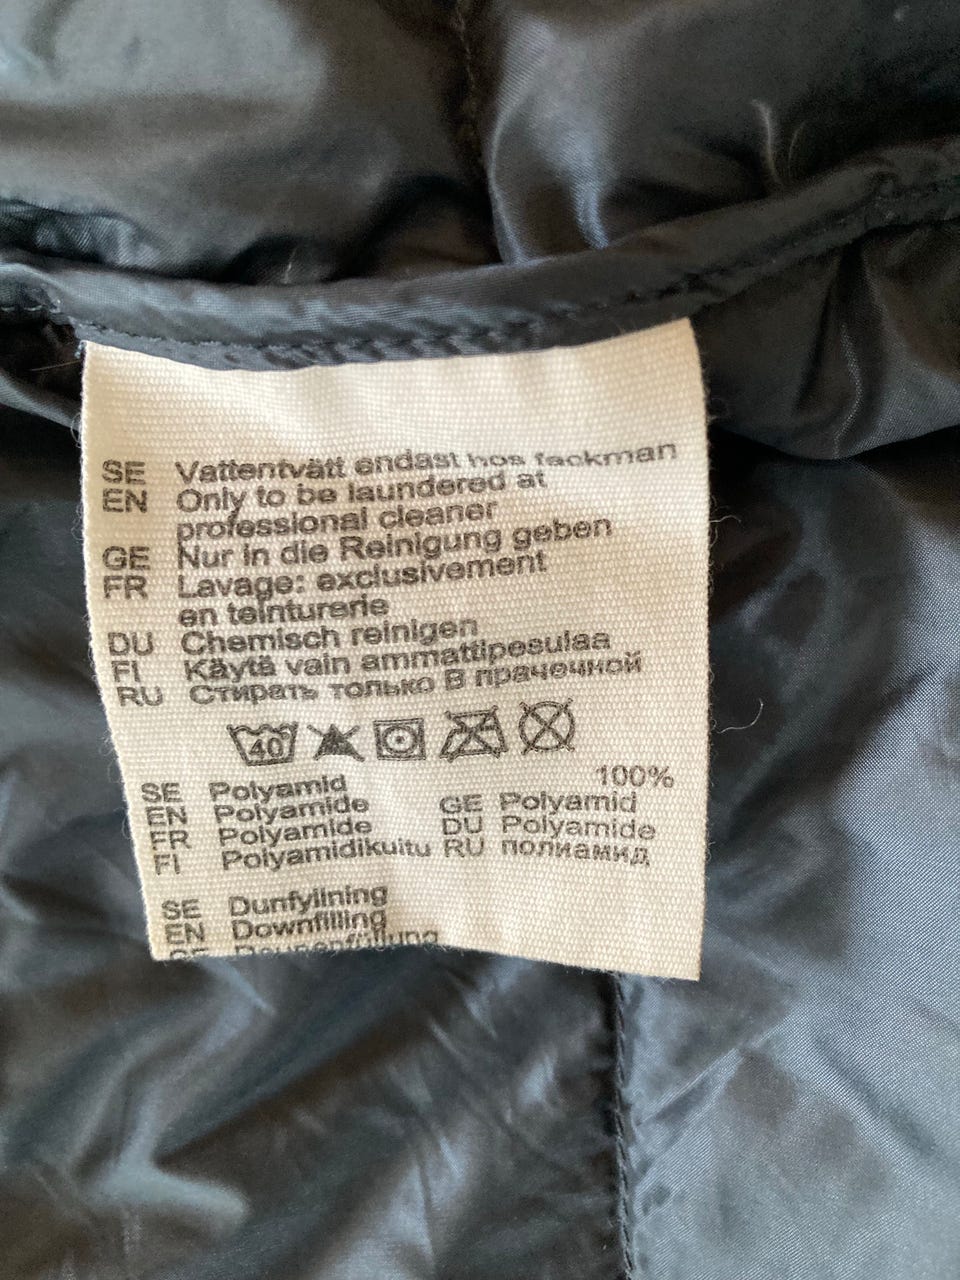 SE Vattentvätt endast hos fackman
EN Only to be laundered at
professional cleaner
GE Nur in die Reinigung geben
FR Lavage: exclusivement
en teinturerie
DU Chemisch reinigen
FI Käytä vain ammattipesulaa
RU Стирать только В прачечной
40
100%
SE Polyamid
EN Polyamide GE Polyamid
FR Polyamide DU Polyamide
FI Polyamidikuitu RU полиамид
SE Dunfyllning
EN Downfilling